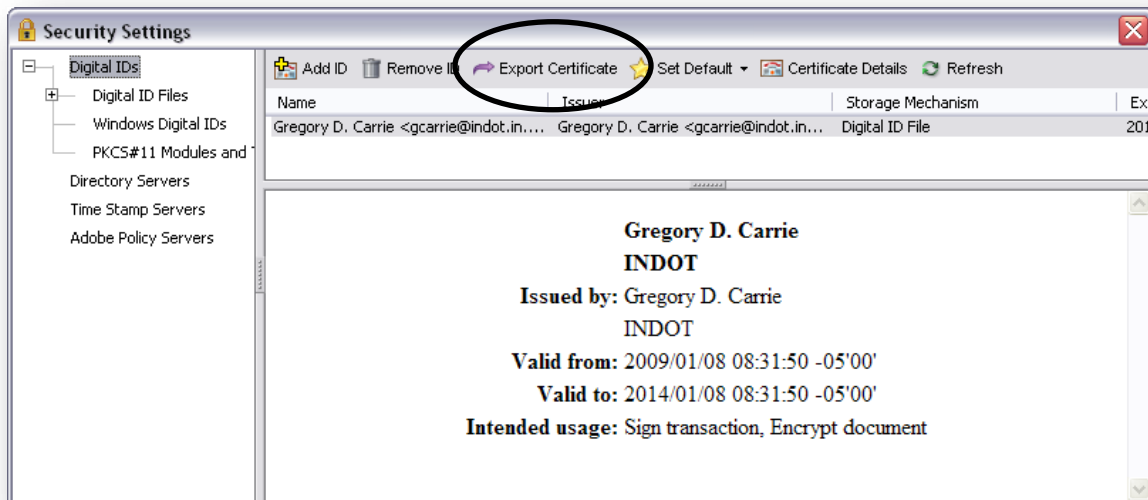 Security Settings
Digital IDs
Digital ID Files
Windows Digital IDs
PKCS#11 Modules and
Directory Servers
Time Stamp Servers
Adobe Policy Servers
Add ID Remove ID Export Certificate Set Default Certificate Details Refresh
Name Issuer Storage Mechanism Ex
Gregory D. Carrie <gcarrie@indot.in.... Gregory D. Carrie <gcarrie@indot.in... Digital ID File 201
Gregory D. Carrie
INDOT
Issued by: Gregory D. Carrie
INDOT
Valid from: 2009/01/08 08:31:50 -05'00'
Valid to: 2014/01/08 08:31:50 -05'00'
Intended usage: Sign transaction, Encrypt document